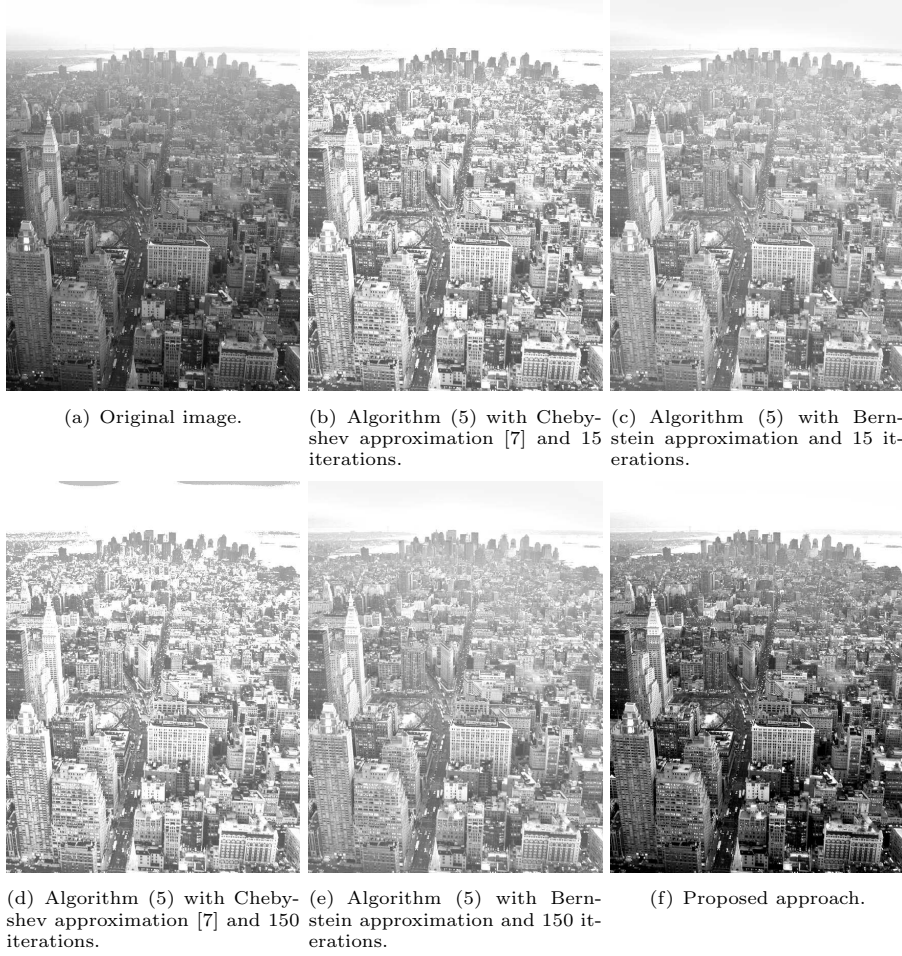 (a) Original image.
(b) Algorithm (5) with Cheby-
shev approximation [7] and 15
iterations.
(c) Algorithm (5) with Bern-
stein approximation and 15 it-
erations.
(d) Algorithm (5) with Cheby-
shev approximation [7] and 150
iterations.
(e) Algorithm (5) with Bern-
stein approximation and 150 it-
erations.
(f) Proposed approach.